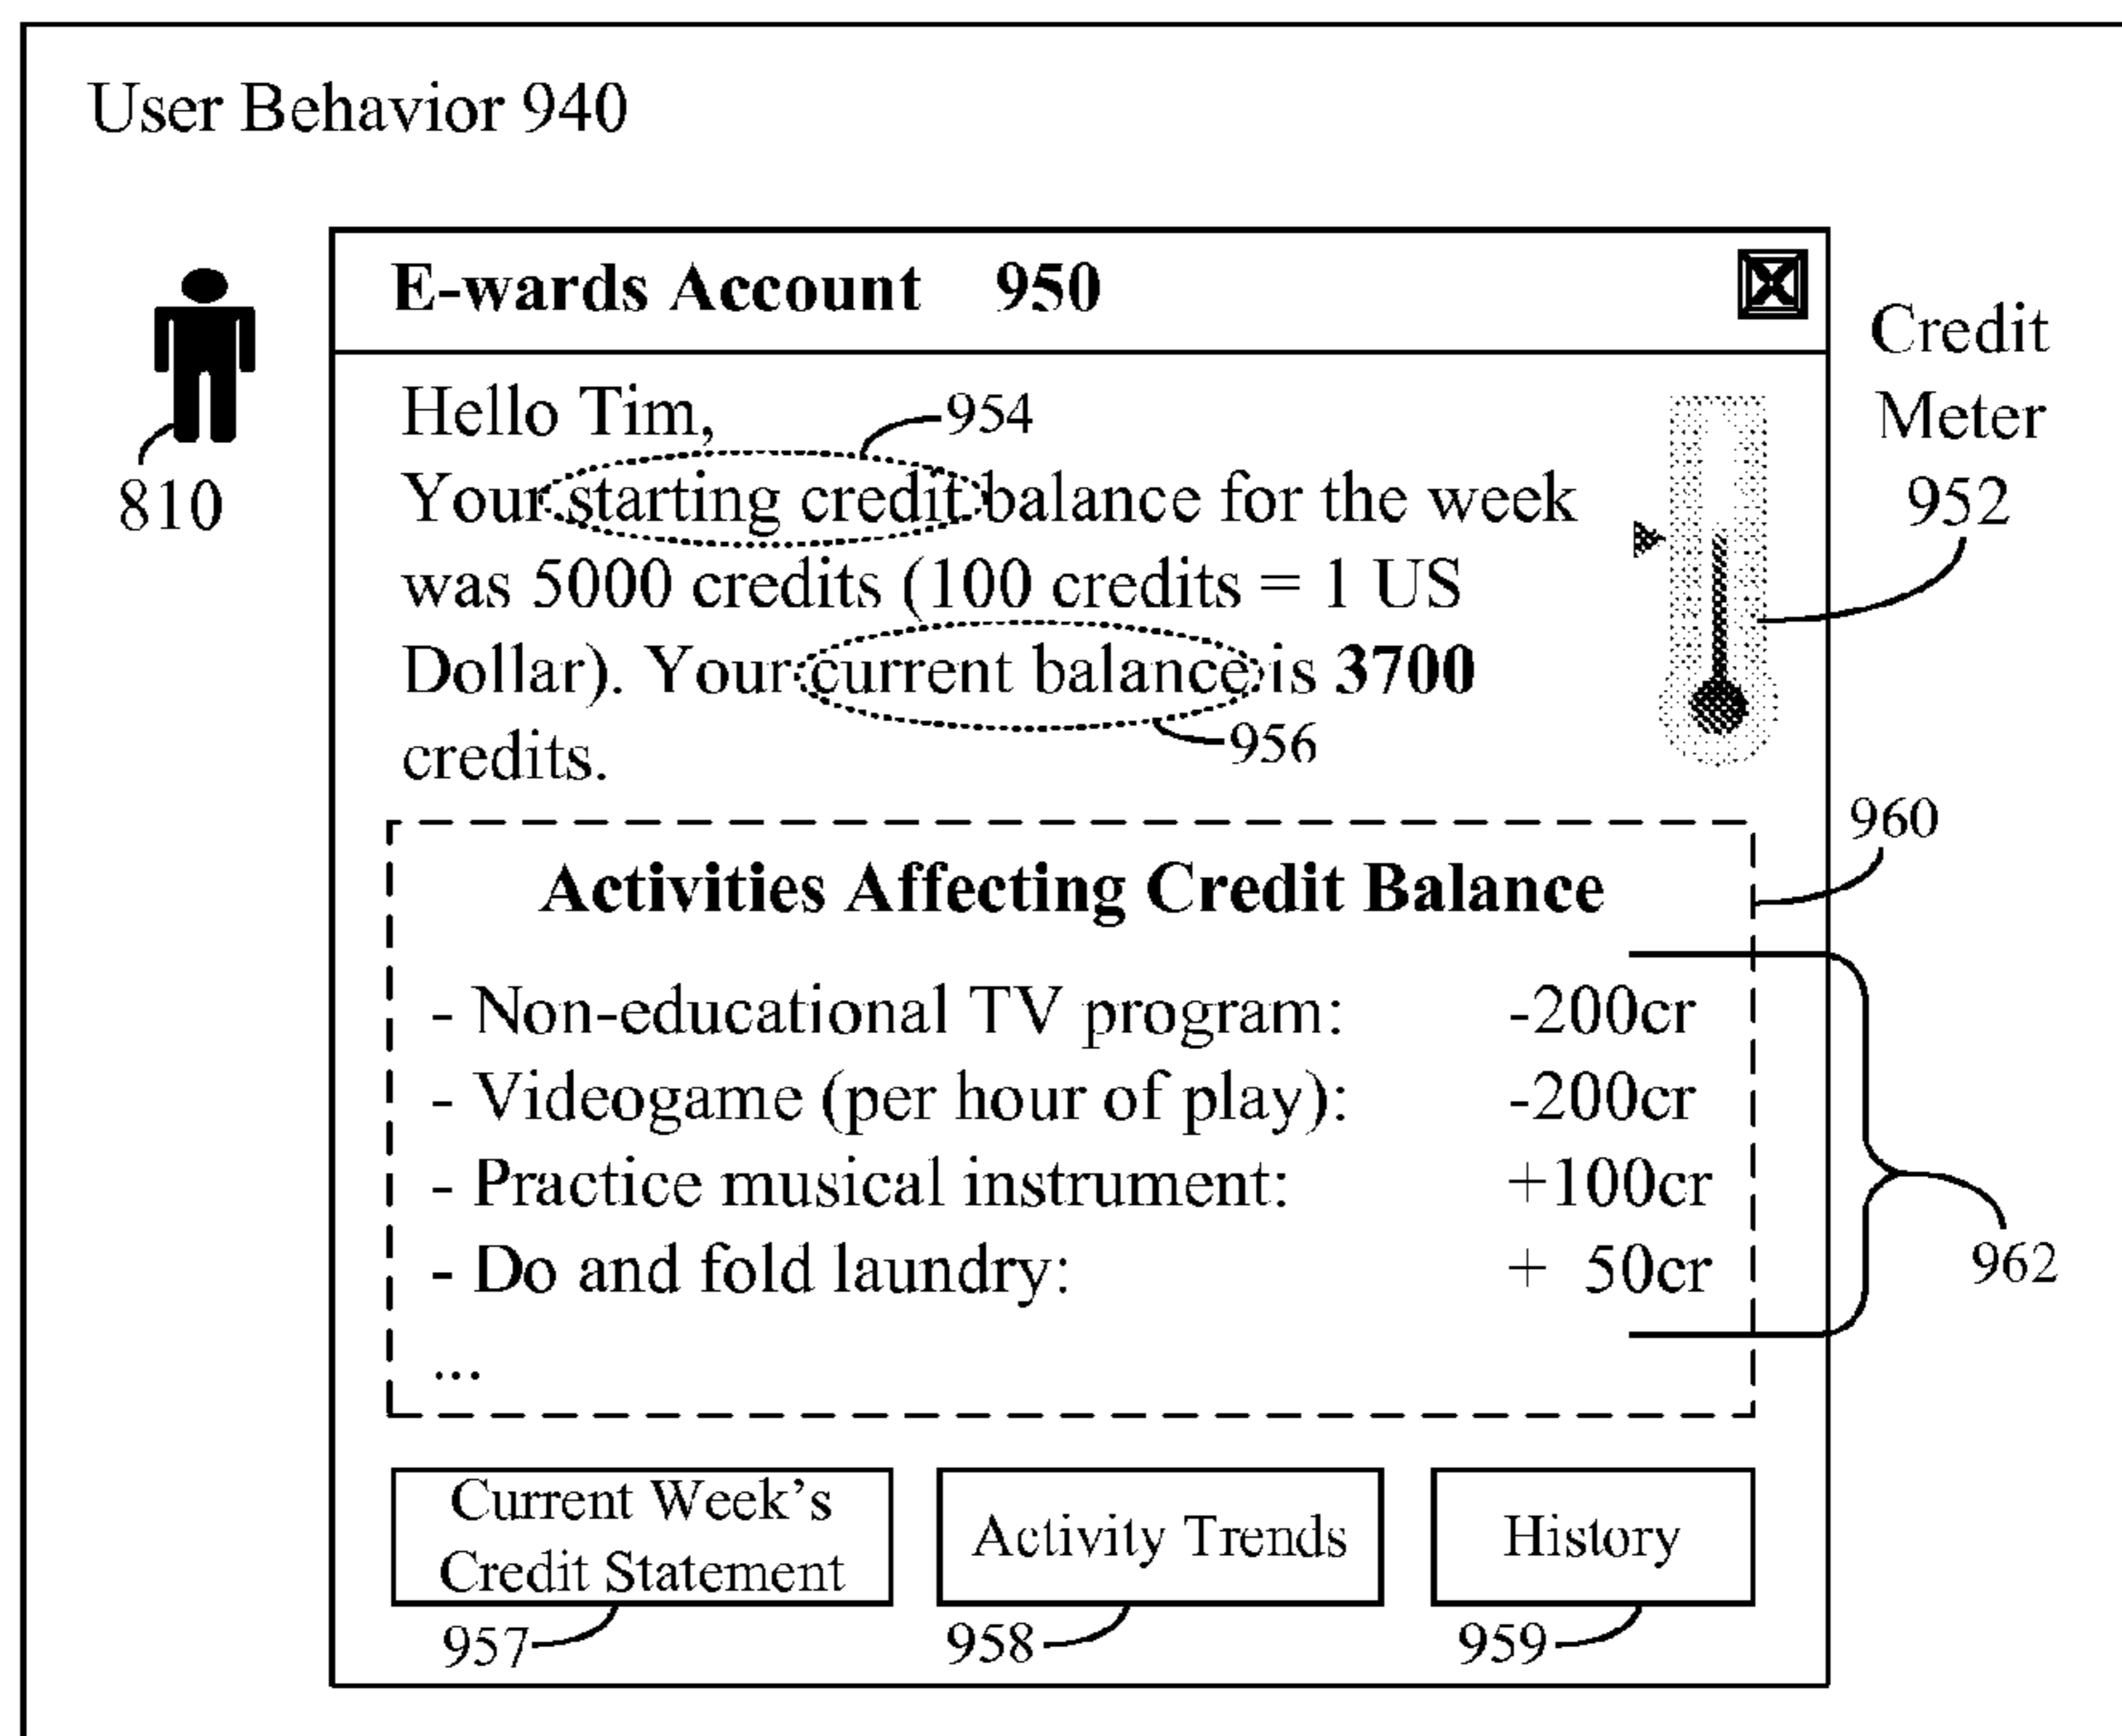 User Behavior 940
E-wards Account 950
Credit
Meter
952
810
Hello Tim,
954
Your starting credit balance for the week
was 5000 credits (100 credits = 1 US
Dollar). Your current balance is 3700
credits.
956
960
Activities Affecting Credit Balance
- Non-educational TV program: -200cr
- Videogame (per hour of play): -200cr
- Practice musical instrument: +100cr
- Do and fold laundry: + 50cr
...
962
Current Week's
Credit Statement
Activity Trends
History
957
958
959